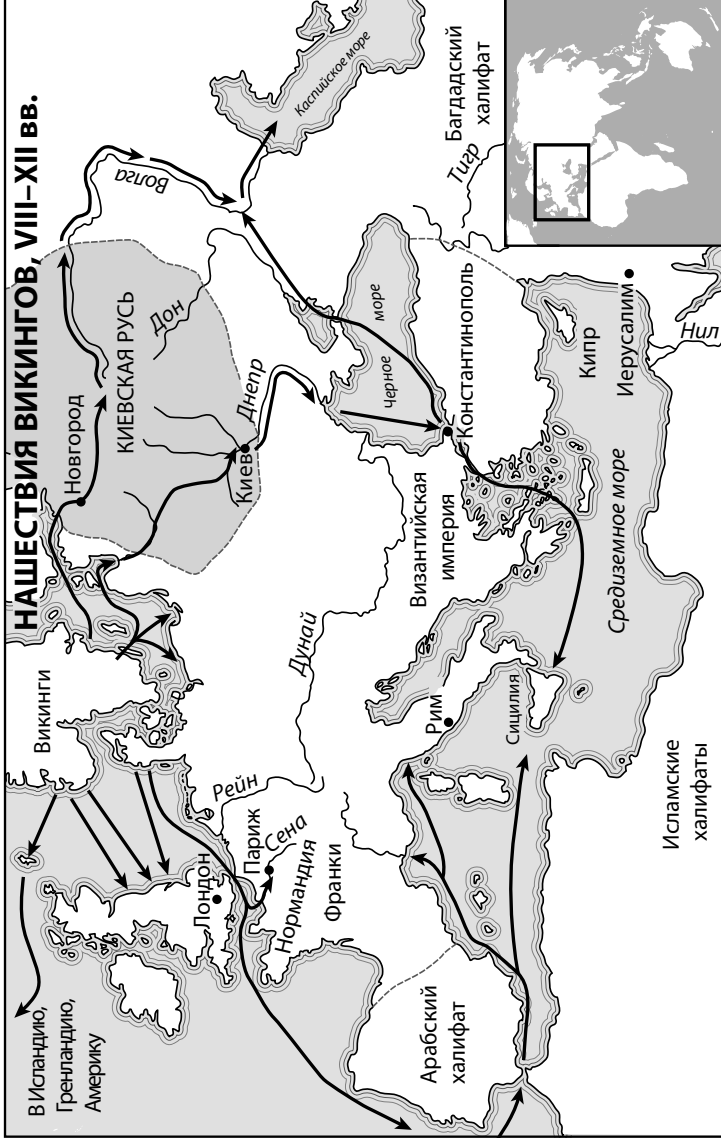 НАШЕСТВИЯ ВИКИНГОВ, VIII–XII вв.
В Исландию,
Гренландию,
Америку
Викинги
Новгород
КИЕВСКАЯ РУСЬ
Волга
Дон
Киев
Днепр
Каспийское море
Лондон
Рейн
Париж
Сена
Нормандия
Франки
Дунай
Черное
море
Константинополь
Византийская
империя
Багдадский
халифат
Тигр
Рим
Сицилия
Арабский
халифат
Средиземное море
Кипр
Иерусалим
Нил
Исламские
халифаты